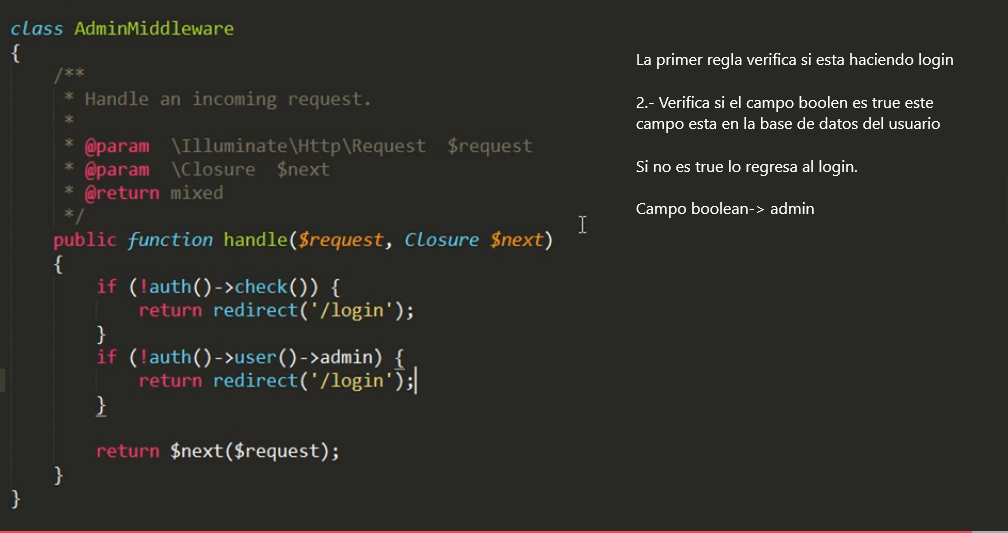 class AdminMiddleware
{
/**
* Handle an incoming request.
*
* @param \Illuminate\Http\Request $request
* @param \Closure $next
* @return mixed
*/
public function handle($request, Closure $next)
{
if (!auth()->check()) {
return redirect('/login');
}
if (!auth()->user()->admin) {
return redirect('/login');
}
return $next($request);
}
}
La primer regla verifica si esta haciendo login
2.- Verifica si el campo boolen es true este
campo esta en la base de datos del usuario
Si no es true lo regresa al login.
Campo boolean-> admin